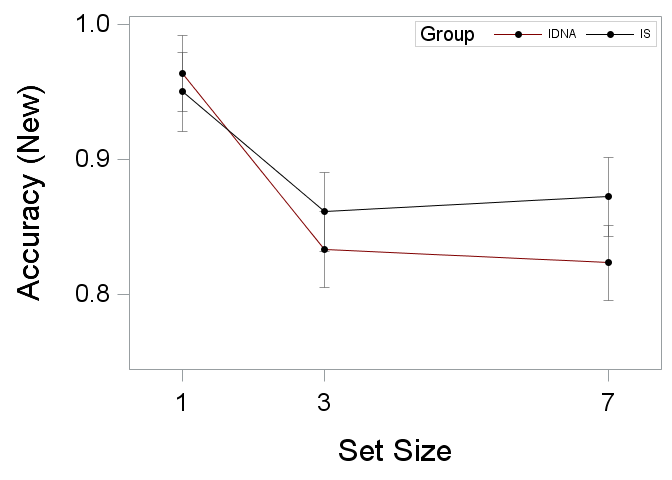 Group IDNA IS
1.0
0.9
0.8
Accuracy (New)
1 3 7
Set Size